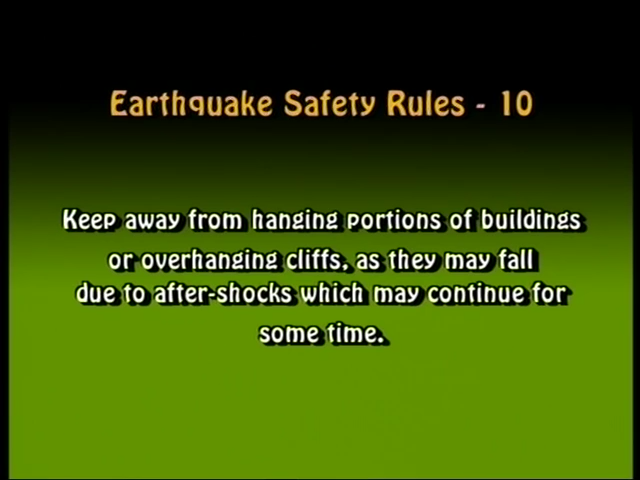 Earthquake Safety Rules - 10
Keep away from hanging portions of buildings
or overhanging cliffs, as they may fall
due to after-shocks which may continue for
some time.